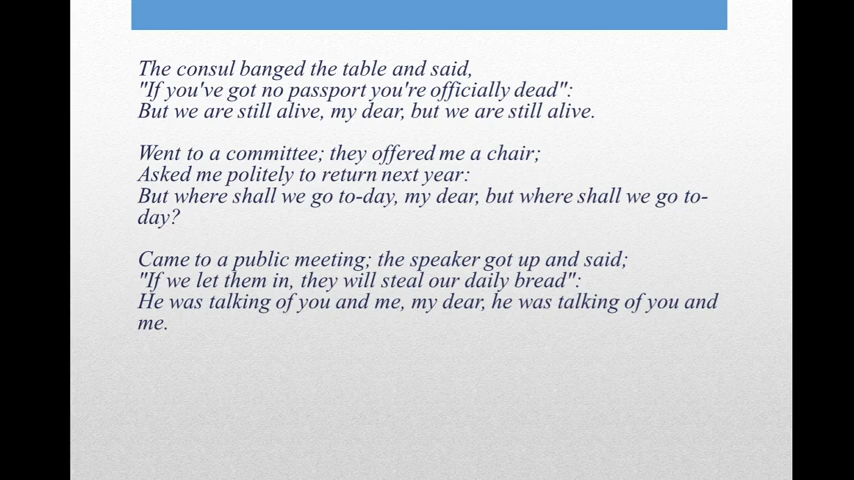 The consul banged the table and said,
"If you've got no passport you're officially dead":
But we are still alive, my dear, but we are still alive.
Went to a committee; they offered me a chair;
Asked me politely to return next year:
But where shall we go to-day, my dear, but where shall we go to-
day?
Came to a public meeting; the speaker got up and said;
"If we let them in, they will steal our daily bread":
He was talking of you and me, my dear, he was talking of you and
me.